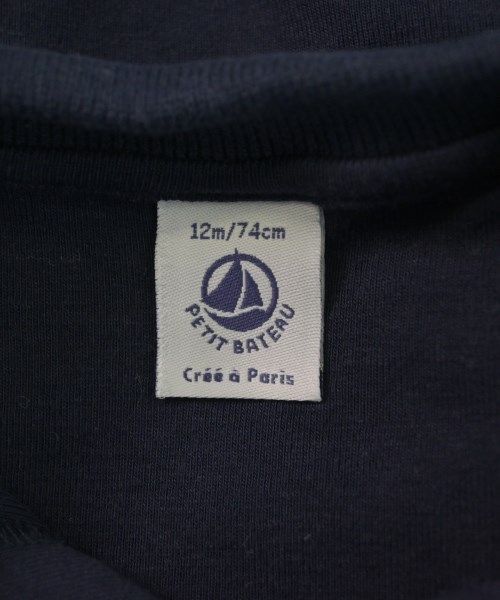 12m/74cm
PETIT BATEAU
Créé à Paris